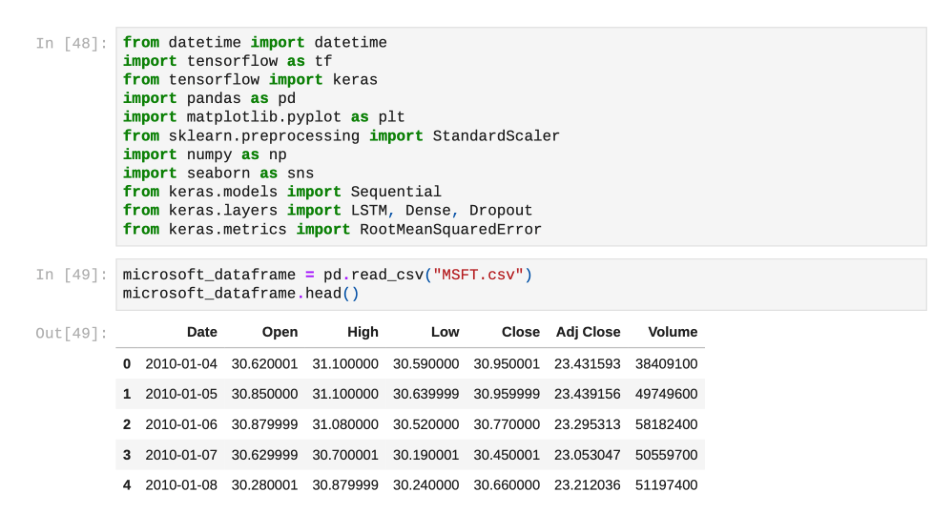 In [48]: from datetime import datetime
import tensorflow as tf
from tensorflow import keras
import pandas as pd
import matplotlib.pyplot as plt
from sklearn.preprocessing import StandardScaler
import numpy as np
import seaborn as sns
from keras.models import Sequential
from keras.layers import LSTM, Dense, Dropout
from keras.metrics import RootMeanSquaredError
In [49]: microsoft_dataframe = pd.read_csv("MSFT.csv")
microsoft_dataframe.head()
Out[49]: Date Open High Low Close Adj Close Volume
0 2010-01-04 30.620001 31.100000 30.590000 30.950001 23.431593 38409100
1 2010-01-05 30.850000 31.100000 30.639999 30.959999 23.439156 49749600
2 2010-01-06 30.879999 31.080000 30.520000 30.770000 23.295313 58182400
3 2010-01-07 30.629999 30.700001 30.190001 30.450001 23.053047 50559700
4 2010-01-08 30.280001 30.879999 30.240000 30.660000 23.212036 51197400